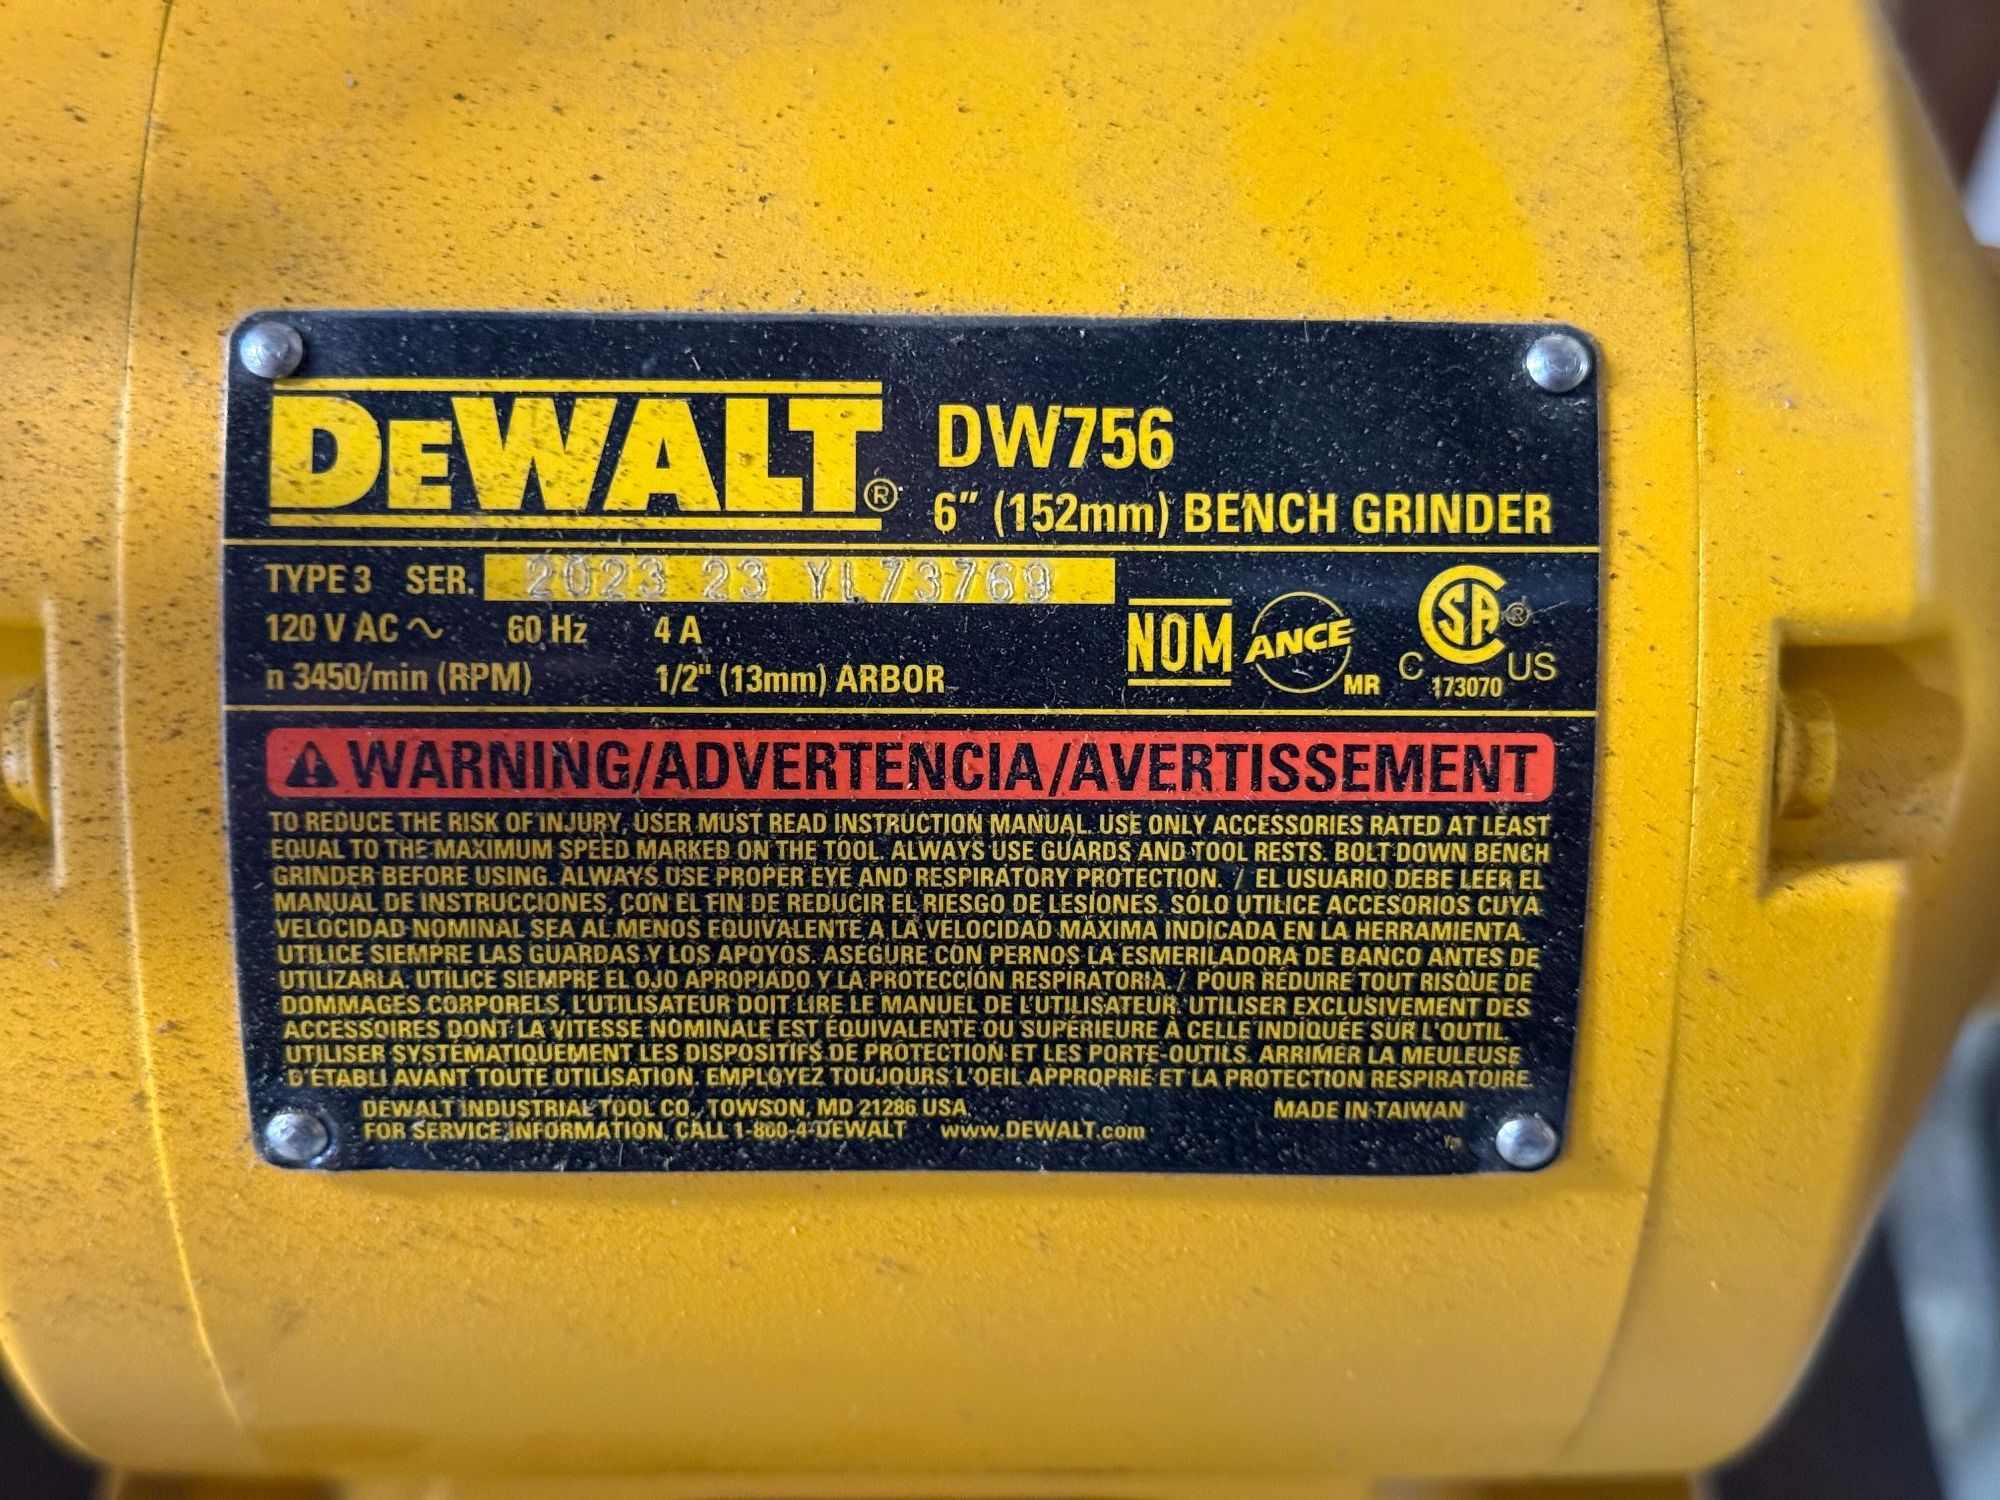 DEWALT®
DW756
6" (152mm) BENCH GRINDER
TYPE 3 SER. 2023 23 YL73769
120 V AC ~ 60 Hz 4 A
n 3450/min (RPM) 1/2" (13mm) ARBOR
NOM ANCE MR
CSA® C US 173070
WARNING/ADVERTENCIA/AVERTISSEMENT
TO REDUCE THE RISK OF INJURY, USER MUST READ INSTRUCTION MANUAL. USE ONLY ACCESSORIES RATED AT LEAST
EQUAL TO THE MAXIMUM SPEED MARKED ON THE TOOL. ALWAYS USE GUARDS AND TOOL RESTS. BOLT DOWN BENCH
GRINDER BEFORE USING. ALWAYS USE PROPER EYE AND RESPIRATORY PROTECTION. / EL USUARIO DEBE LEER EL
MANUAL DE INSTRUCCIONES, CON EL FIN DE REDUCIR EL RIESGO DE LESIONES. SÓLO UTILICE ACCESORIOS CUYA
VELOCIDAD NOMINAL SEA AL MENOS EQUIVALENTE A LA VELOCIDAD MÁXIMA INDICADA EN LA HERRAMIENTA.
UTILICE SIEMPRE LAS GUARDAS Y LOS APOYOS. ASEGURE CON PERNOS LA ESMERILADORA DE BANCO ANTES DE
UTILIZARLA. UTILICE SIEMPRE EL OJO APROPIADO Y LA PROTECCIÓN RESPIRATORIA. / POUR RÉDUIRE TOUT RISQUE DE
DOMMAGES CORPORELS, L'UTILISATEUR DOIT LIRE LE MANUEL DE L'UTILISATEUR. UTILISER EXCLUSIVEMENT DES
ACCESSOIRES DONT LA VITESSE NOMINALE EST ÉQUIVALENTE OU SUPÉRIEURE À CELLE INDIQUÉE SUR L'OUTIL.
UTILISER SYSTÉMATIQUEMENT LES DISPOSITIFS DE PROTECTION ET LES PORTE-OUTILS. ARRIMER LA MEULEUSE
D'ÉTABLI AVANT TOUTE UTILISATION. EMPLOYEZ TOUJOURS L'OEIL APPROPRIÉ ET LA PROTECTION RESPIRATOIRE.
DEWALT INDUSTRIAL TOOL CO., TOWSON, MD 21286 USA MADE IN TAIWAN
FOR SERVICE INFORMATION, CALL 1-800-4-DEWALT www.DEWALT.com